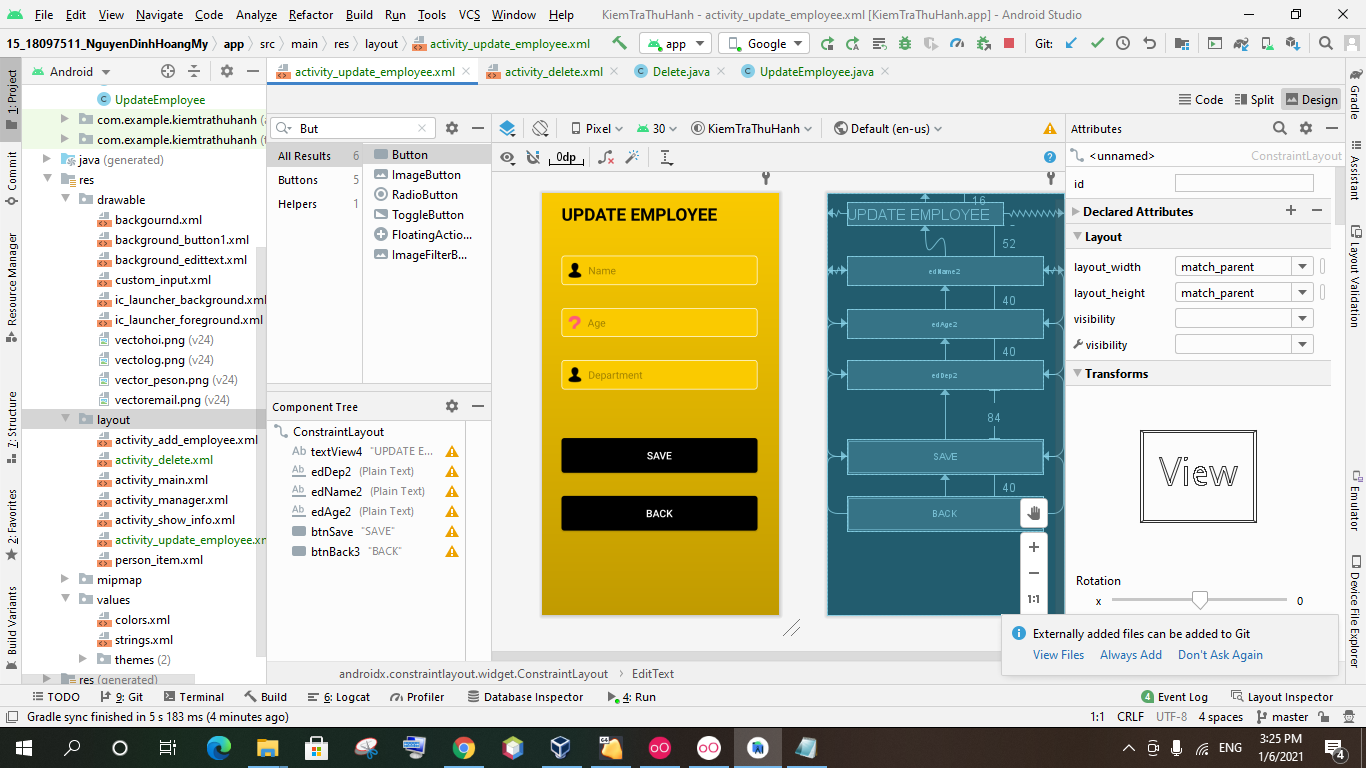 File Edit View Navigate Code Analyze Refactor Build Run Tools VCS Window Help KiemTraThuHanh - activity_update_employee.xml [KiemTraThuHanh.app] - Android Studio
15_18097511_NguyenDinhHoangMy app src main res layout activity_update_employee.xml app Google Git:
Android
activity_update_employee.xml activity_delete.xml Delete.java UpdateEmployee.java
1: Project
Commit
Resource Manager
7: Structure
2: Favorites
Build Variants
UpdateEmployee
com.example.kiemtrathuhanh
com.example.kiemtrathuhanh
java (generated)
res
drawable
backgournd.xml
background_button1.xml
background_edittext.xml
custom_input.xml
ic_launcher_background.xml
ic_launcher_foreground.xml
vectohoi.png (v24)
vectolog.png (v24)
vector_peson.png (v24)
vectoremail.png (v24)
layout
activity_add_employee.xml
activity_delete.xml
activity_main.xml
activity_manager.xml
activity_show_info.xml
activity_update_employee.xml
person_item.xml
mipmap
values
colors.xml
strings.xml
themes (2)
res (generated)
Code Split Design
But
All Results 6
Buttons 5
Helpers 1
Button
ImageButton
RadioButton
ToggleButton
FloatingActio...
ImageFilterB...
Component Tree
ConstraintLayout
Ab textView4 "UPDATE E...
Ab edDep2 (Plain Text)
Ab edName2 (Plain Text)
Ab edAge2 (Plain Text)
btnSave "SAVE"
btnBack3 "BACK"
Pixel 30 KiemTraThuHanh Default (en-us)
0dp
UPDATE EMPLOYEE
Name
Age
Department
SAVE
BACK
16
UPDATE EMPLOYEE
52
edName2
40
edAge2
40
edDep2
84
SAVE
40
BACK
1:1
androidx.constraintlayout.widget.ConstraintLayout EditText
Attributes
<unnamed> ConstraintLayout
id
Declared Attributes
Layout
layout_width match_parent
layout_height match_parent
visibility
visibility
Transforms
View
Rotation
x 0
Externally added files can be added to Git
View Files Always Add Don't Ask Again
Gradle
Assistant
Layout Validation
Emulator
Device File Explorer
TODO 9: Git Terminal Build 6: Logcat Profiler Database Inspector 4: Run 4 Event Log Layout Inspector
Gradle sync finished in 5 s 183 ms (4 minutes ago) 1:1 CRLF UTF-8 4 spaces master
ENG 3:25 PM
1/6/2021
4